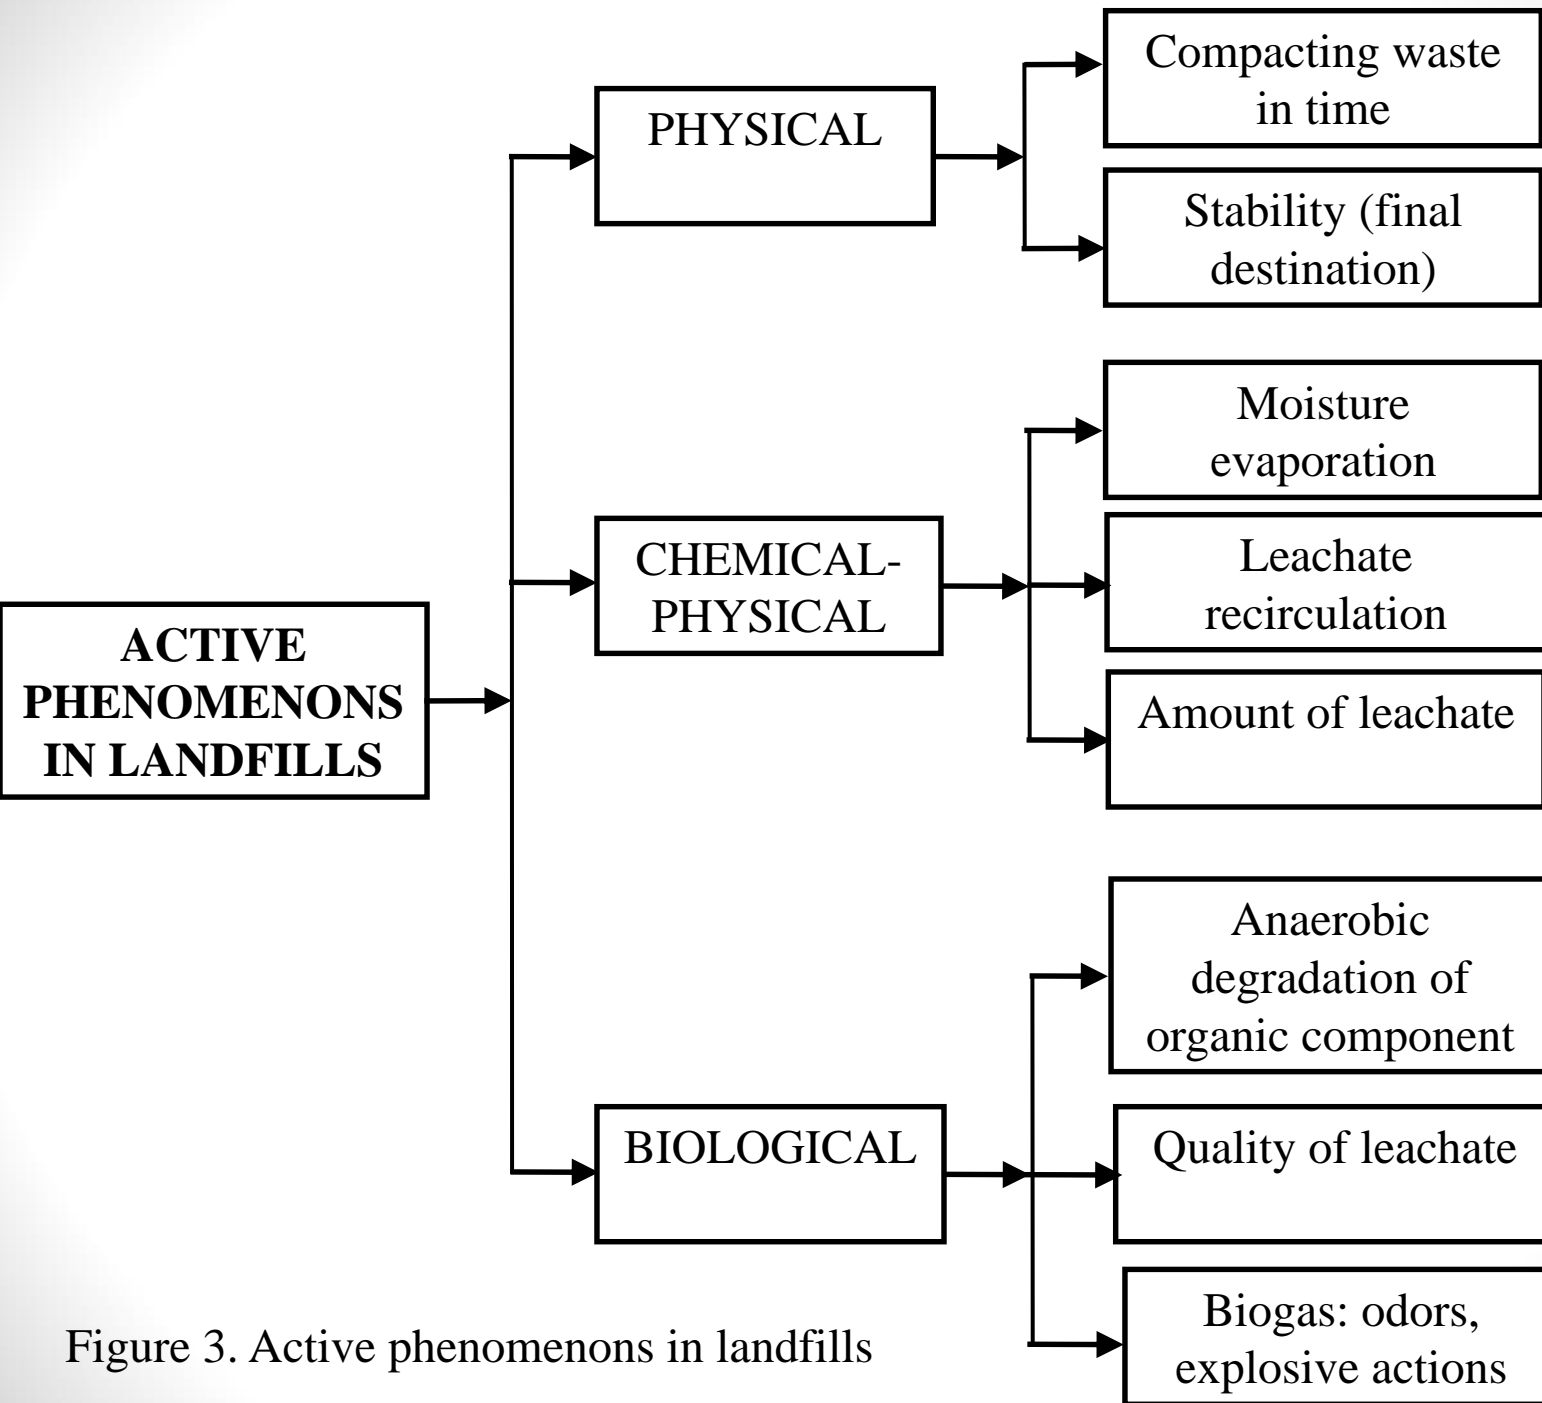 Compacting waste
in time
PHYSICAL
Stability (final
destination)
Moisture
evaporation
CHEMICAL-
PHYSICAL
Leachate
recirculation
ACTIVE
PHENOMENONS
IN LANDFILLS
Amount of leachate
Anaerobic
degradation of
organic component
BIOLOGICAL
Quality of leachate
Biogas: odors,
explosive actions
Figure 3. Active phenomenons in landfills